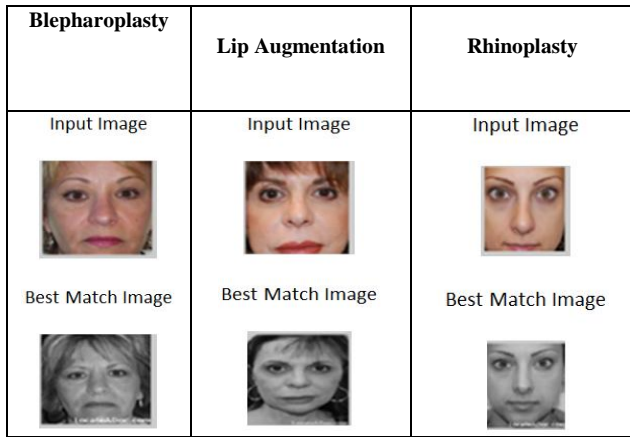 Blepharoplasty
Lip Augmentation
Rhinoplasty
Input Image
Input Image
Input Image
Best Match Image
Best Match Image
Best Match Image